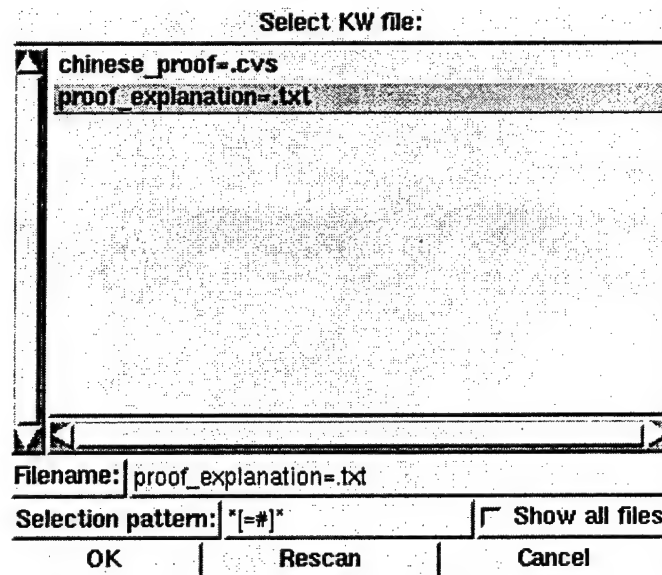 Select KW file:
chinese_proof=.cvs
proof_explanation=.txt
Filename: proof_explanation=.txt
Selection pattern: *[=#]* Show all files
OK Rescan Cancel